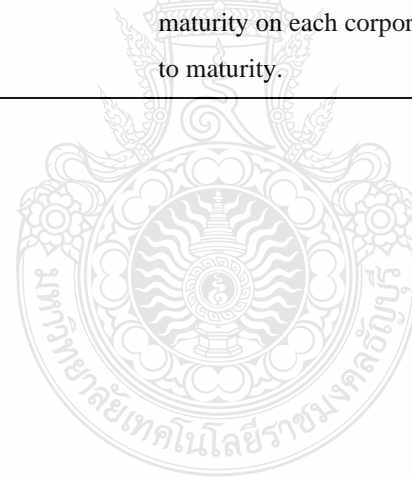 maturity on each corpor
to maturity.
มหาวิทยาลัยเทคโนโลยีราชมงคลธัญบุรี